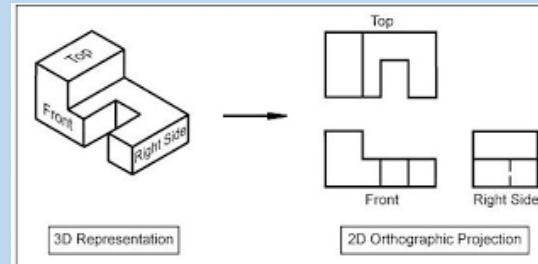 Top
Top
Front
Right Side
Front
Right Side
3D Representation
2D Orthographic Projection